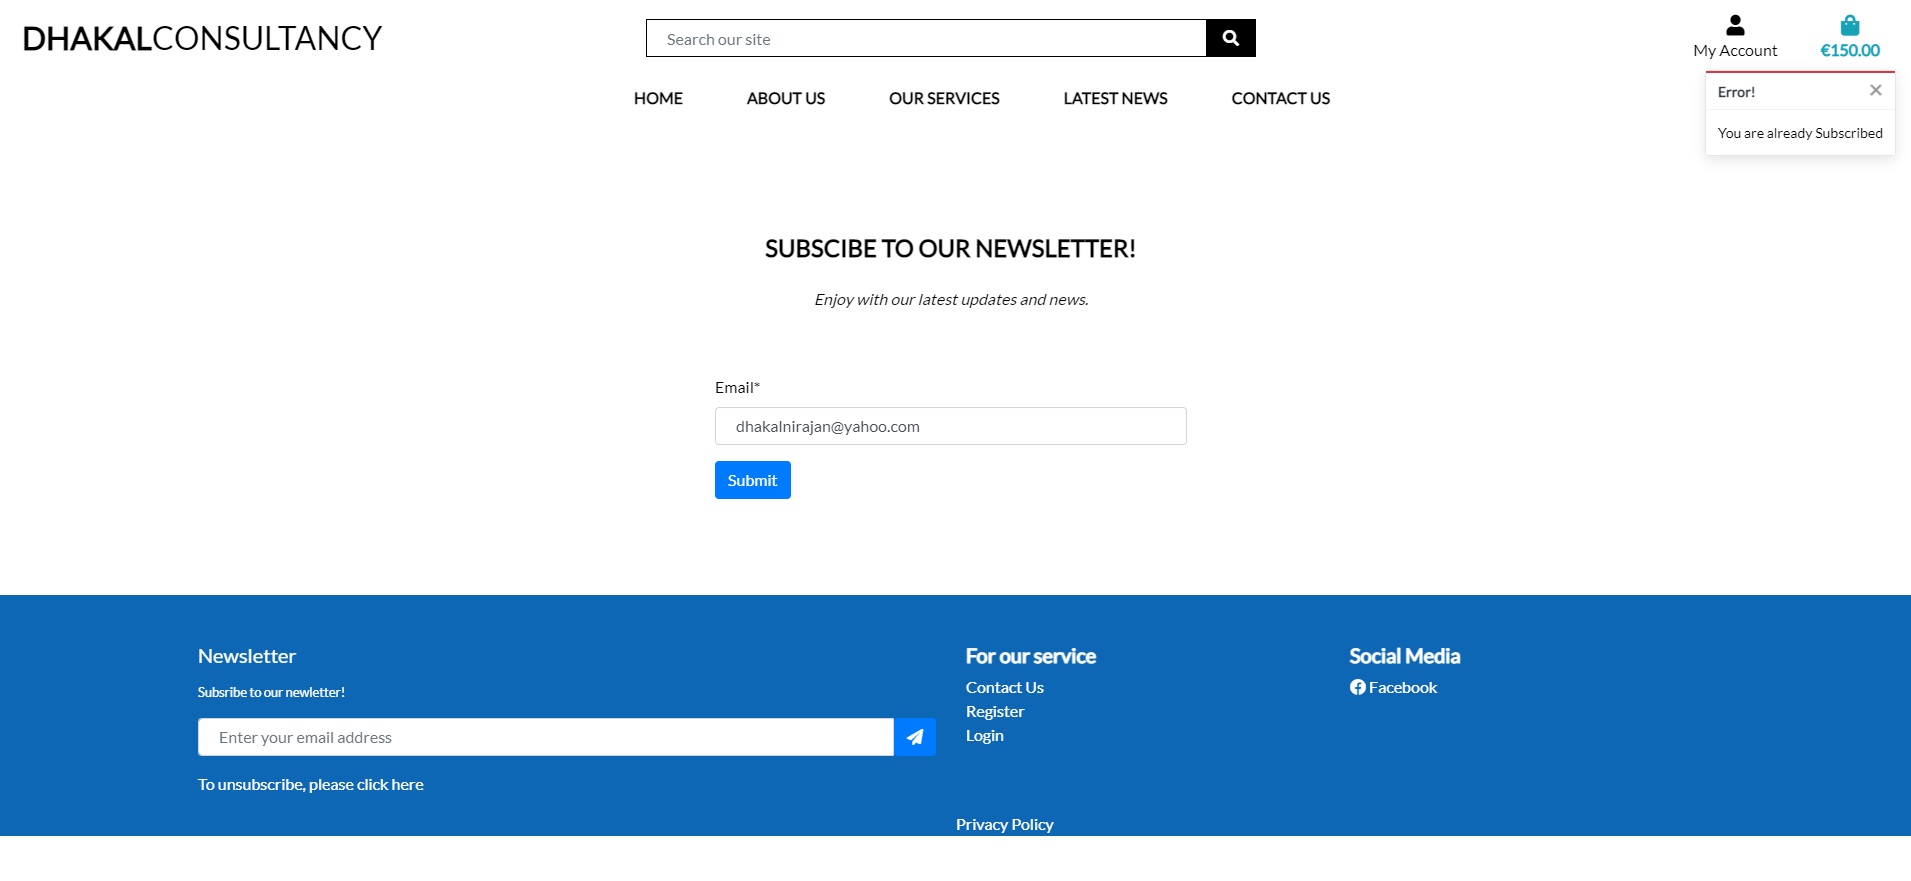 DHAKALCONSULTANCY
Search our site
My Account
€150.00
HOME ABOUT US OUR SERVICES LATEST NEWS CONTACT US
Error! ×
You are already Subscribed
SUBSCIBE TO OUR NEWSLETTER!
Enjoy with our latest updates and news.
Email*
dhakalnirajan@yahoo.com
Submit
Newsletter
Subsribe to our newletter!
Enter your email address
To unsubscribe, please click here
For our service
Contact Us
Register
Login
Social Media
Facebook
Privacy Policy